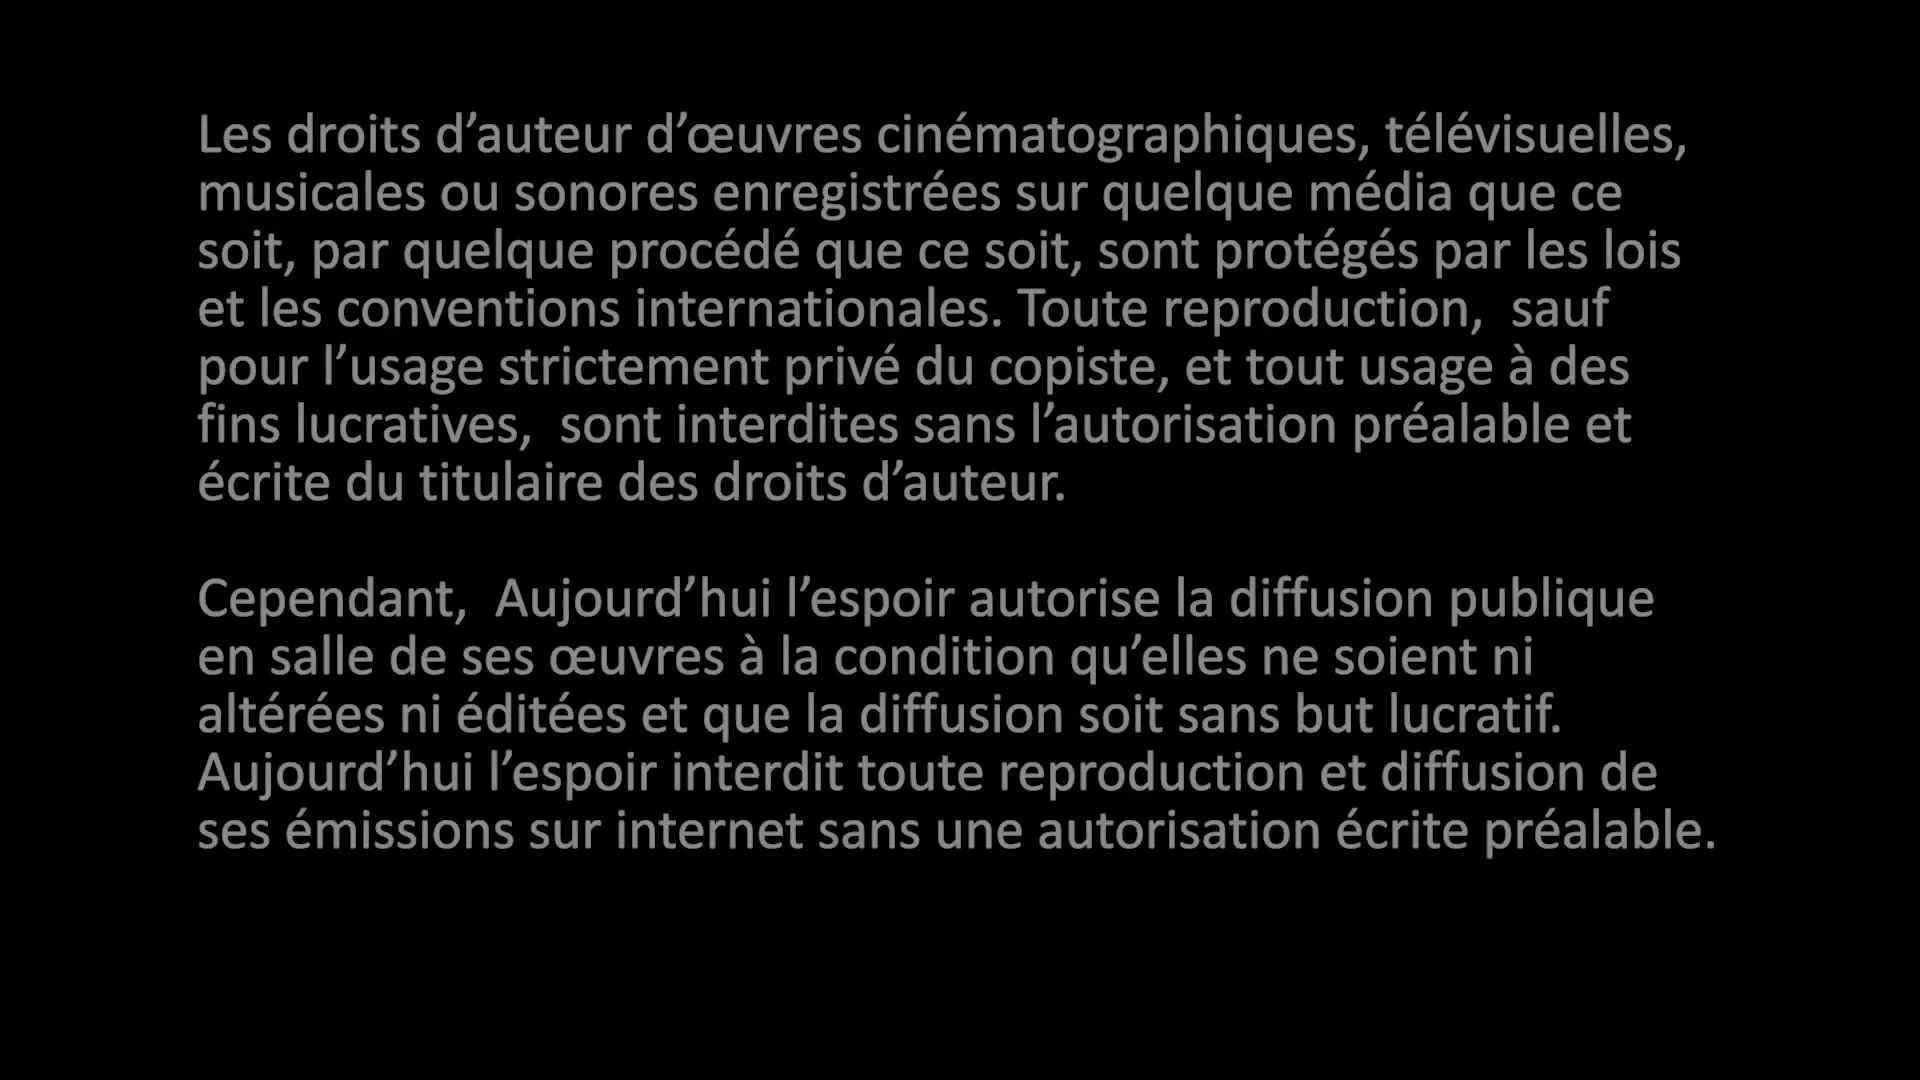 Les droits d’auteur d’œuvres cinématographiques, télévisuelles,
musicales ou sonores enregistrées sur quelque média que ce
soit, par quelque procédé que ce soit, sont protégés par les lois
et les conventions internationales. Toute reproduction,  sauf
pour l’usage strictement privé du copiste, et tout usage à des
fins lucratives,  sont interdites sans l’autorisation préalable et
écrite du titulaire des droits d’auteur.
Cependant,  Aujourd’hui l’espoir autorise la diffusion publique
en salle de ses œuvres à la condition qu’elles ne soient ni
altérées ni éditées et que la diffusion soit sans but lucratif.
Aujourd’hui l’espoir interdit toute reproduction et diffusion de
ses émissions sur internet sans une autorisation écrite préalable.